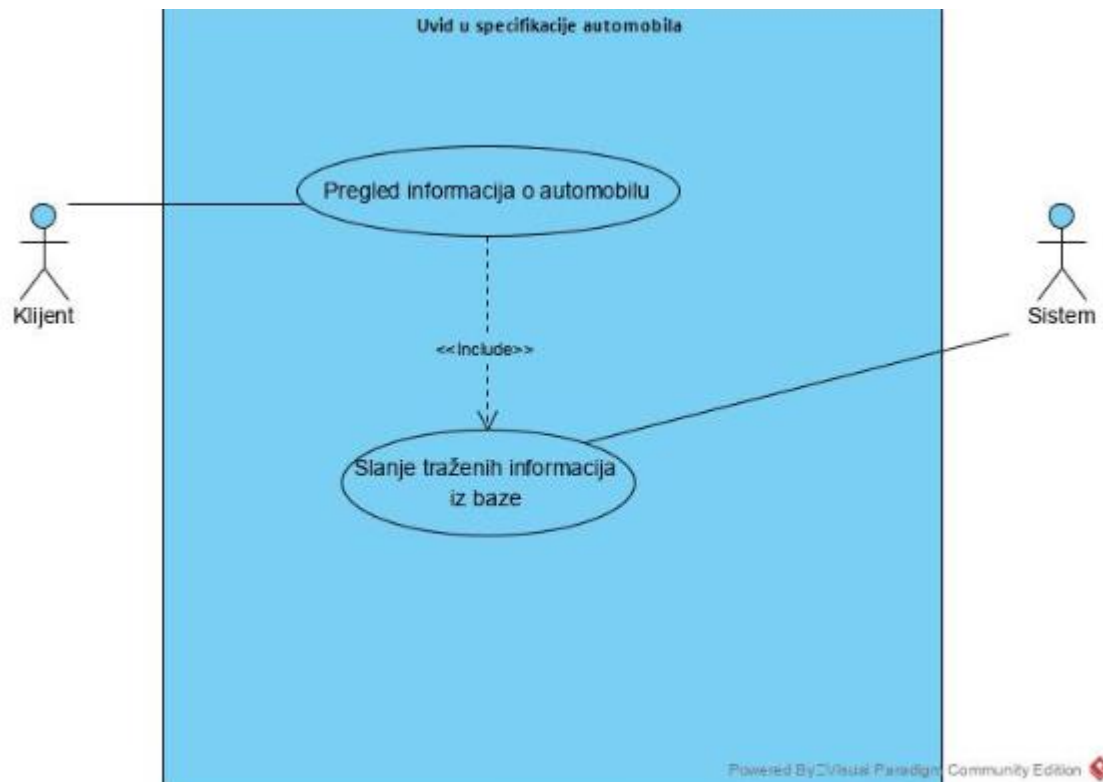 Uvid u specifikacije automobila
Pregled informacija o automobilu
Klijent
Sistem
<<Include>>
Slanje traženih informacija
iz baze
Powered By Visual Paradigm Community Edition